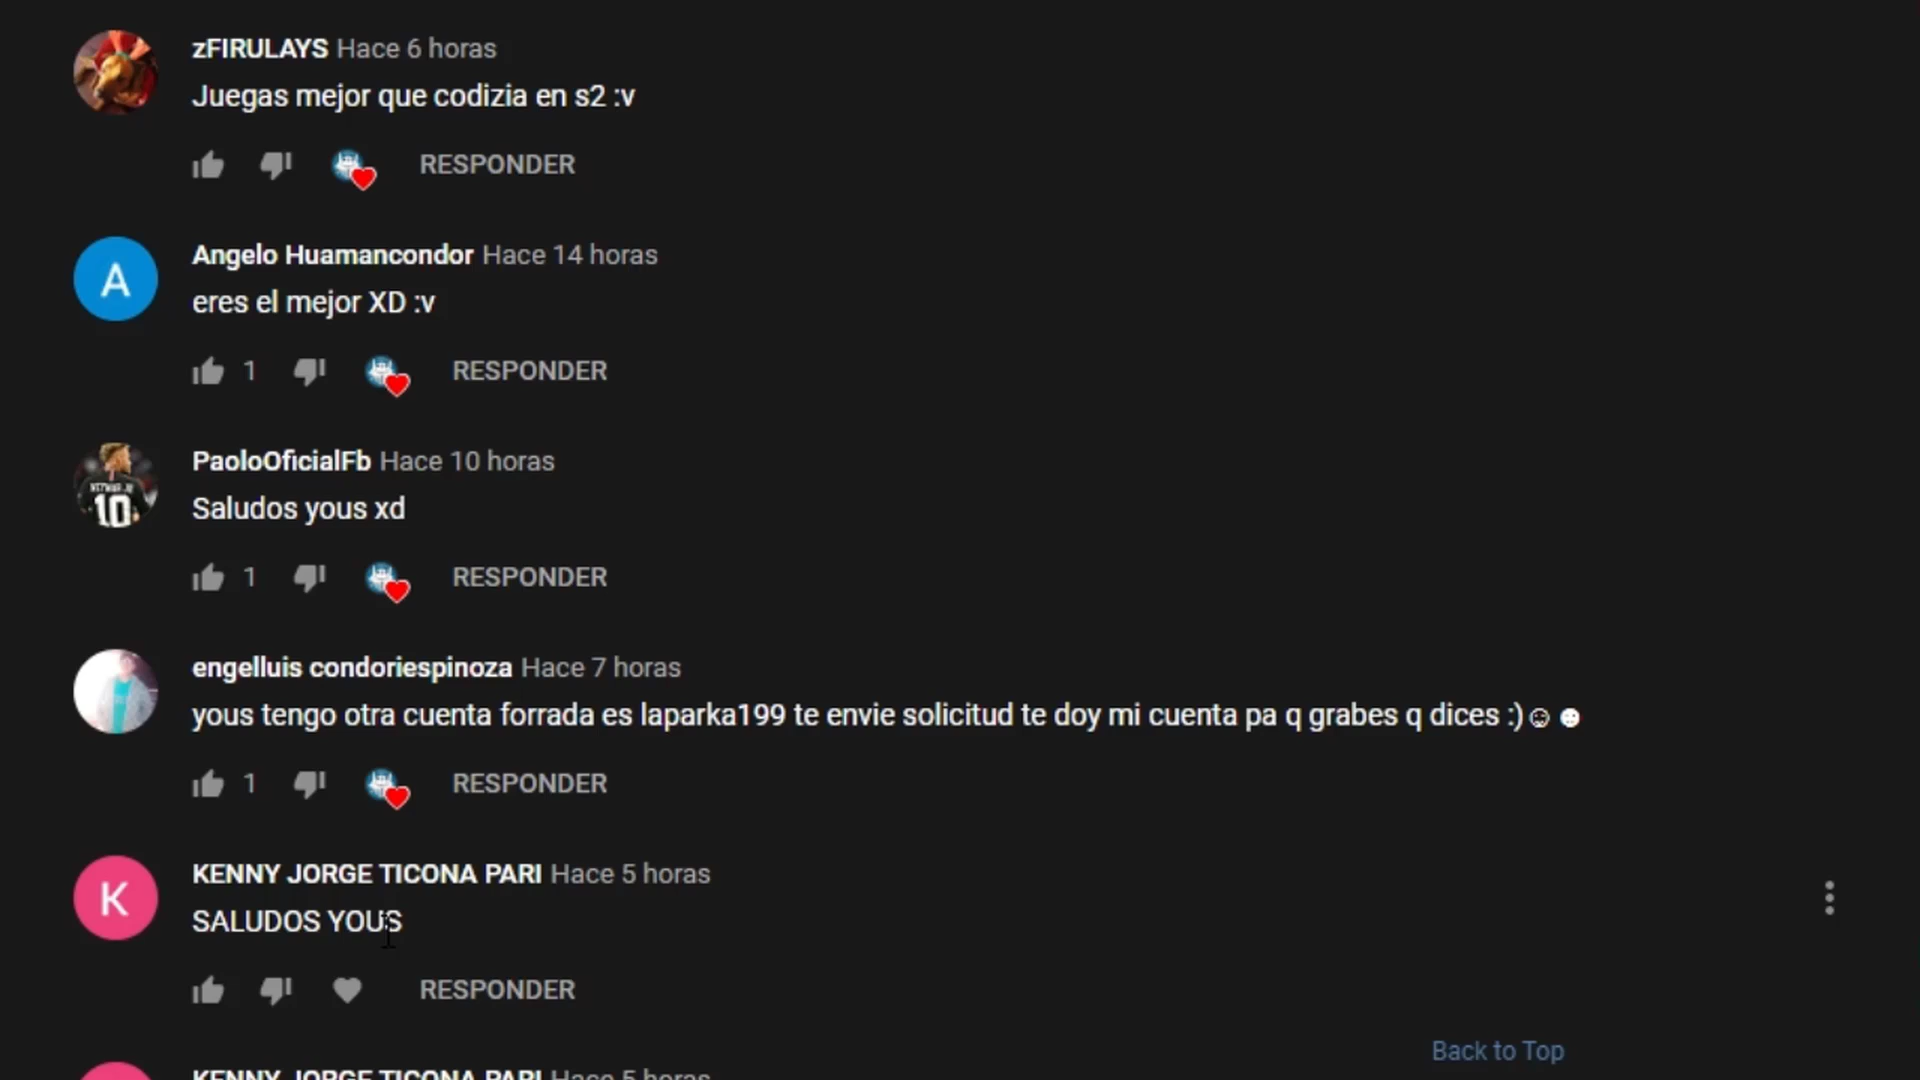 zFIRULAYS Hace 6 horas
Juegas mejor que codizia en s2 :v
RESPONDER
A
Angelo Huamancondor Hace 14 horas
eres el mejor XD :v
1 RESPONDER
10
PaoloOficialFb Hace 10 horas
Saludos yous xd
1 RESPONDER
engelluis condoriespinoza Hace 7 horas
yous tengo otra cuenta forrada es laparka199 te envie solicitud te doy mi cuenta pa q grabes q dices :)☺☻
1 RESPONDER
K
KENNY JORGE TICONA PARI Hace 5 horas
SALUDOS YOUS
RESPONDER
Back to Top
KENNY JORGE TICONA PARI Hace 5 horas